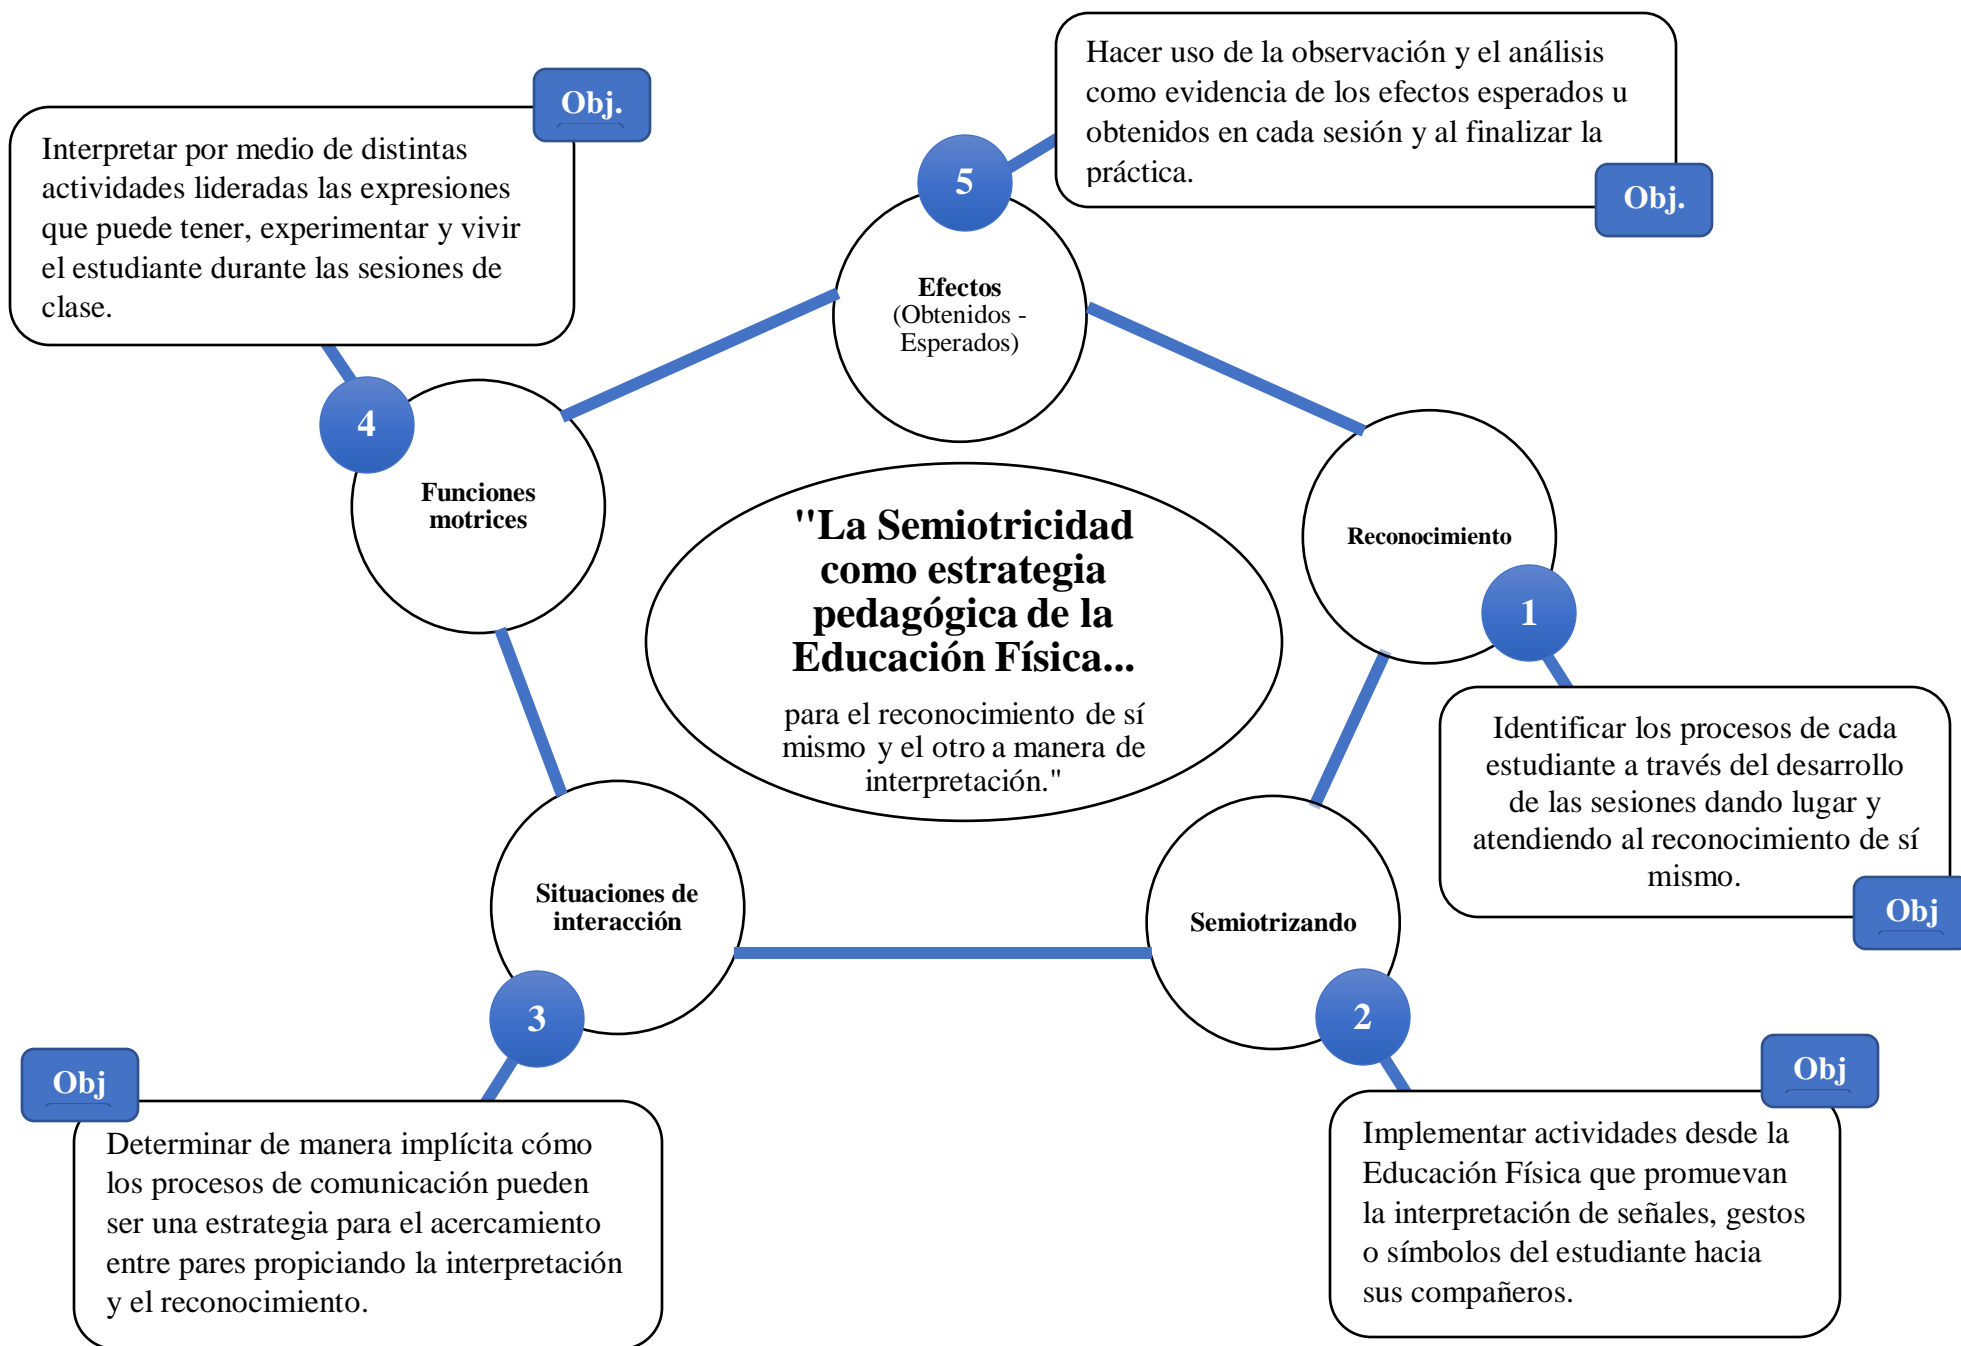 Hacer uso de la observación y el análisis
como evidencia de los efectos esperados u
obtenidos en cada sesión y al finalizar la
práctica.
Obj.
Obj.
Interpretar por medio de distintas
actividades lideradas las expresiones
que puede tener, experimentar y vivir
el estudiante durante las sesiones de
clase.
5
Efectos
(Obtenidos -
Esperados)
4
Funciones
motrices
"La Semiotricidad
como estrategia
pedagógica de la
Educación Física...
para el reconocimiento de sí
mismo y el otro a manera de
interpretación."
Reconocimiento
1
Identificar los procesos de cada
estudiante a través del desarrollo
de las sesiones dando lugar y
atendiendo al reconocimiento de sí
mismo.
Obj
Situaciones de
interacción
3
Semiotrizando
2
Obj
Determinar de manera implícita cómo
los procesos de comunicación pueden
ser una estrategia para el acercamiento
entre pares propiciando la interpretación
y el reconocimiento.
Obj
Implementar actividades desde la
Educación Física que promuevan
la interpretación de señales, gestos
o símbolos del estudiante hacia
sus compañeros.